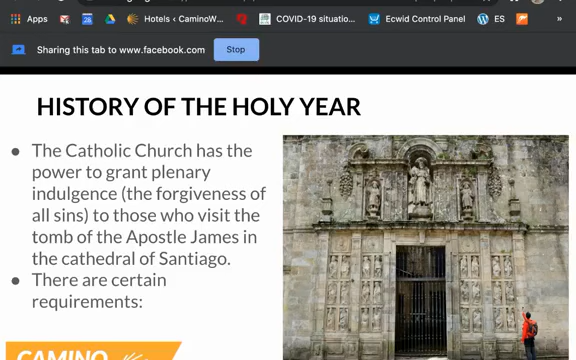 Apps
Hotels < CaminoW...
COVID-19 situatio...
Ecwid Control Panel
ES
»
Sharing this tab to www.facebook.com
Stop
HISTORY OF THE HOLY YEAR
● The Catholic Church has the
power to grant plenary
indulgence (the forgiveness of
all sins) to those who visit the
tomb of the Apostle James in
the cathedral of Santiago.
● There are certain
requirements:
CAMINO